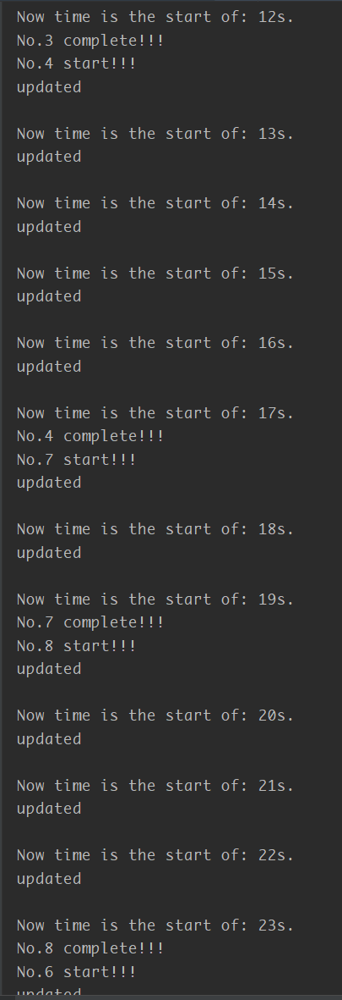 Now time is the start of: 12s.
No.3 complete!!!
No.4 start!!!
updated
Now time is the start of: 13s.
updated
Now time is the start of: 14s.
updated
Now time is the start of: 15s.
updated
Now time is the start of: 16s.
updated
Now time is the start of: 17s.
No.4 complete!!!
No.7 start!!!
updated
Now time is the start of: 18s.
updated
Now time is the start of: 19s.
No.7 complete!!!
No.8 start!!!
updated
Now time is the start of: 20s.
updated
Now time is the start of: 21s.
updated
Now time is the start of: 22s.
updated
Now time is the start of: 23s.
No.8 complete!!!
No.6 start!!!
updated